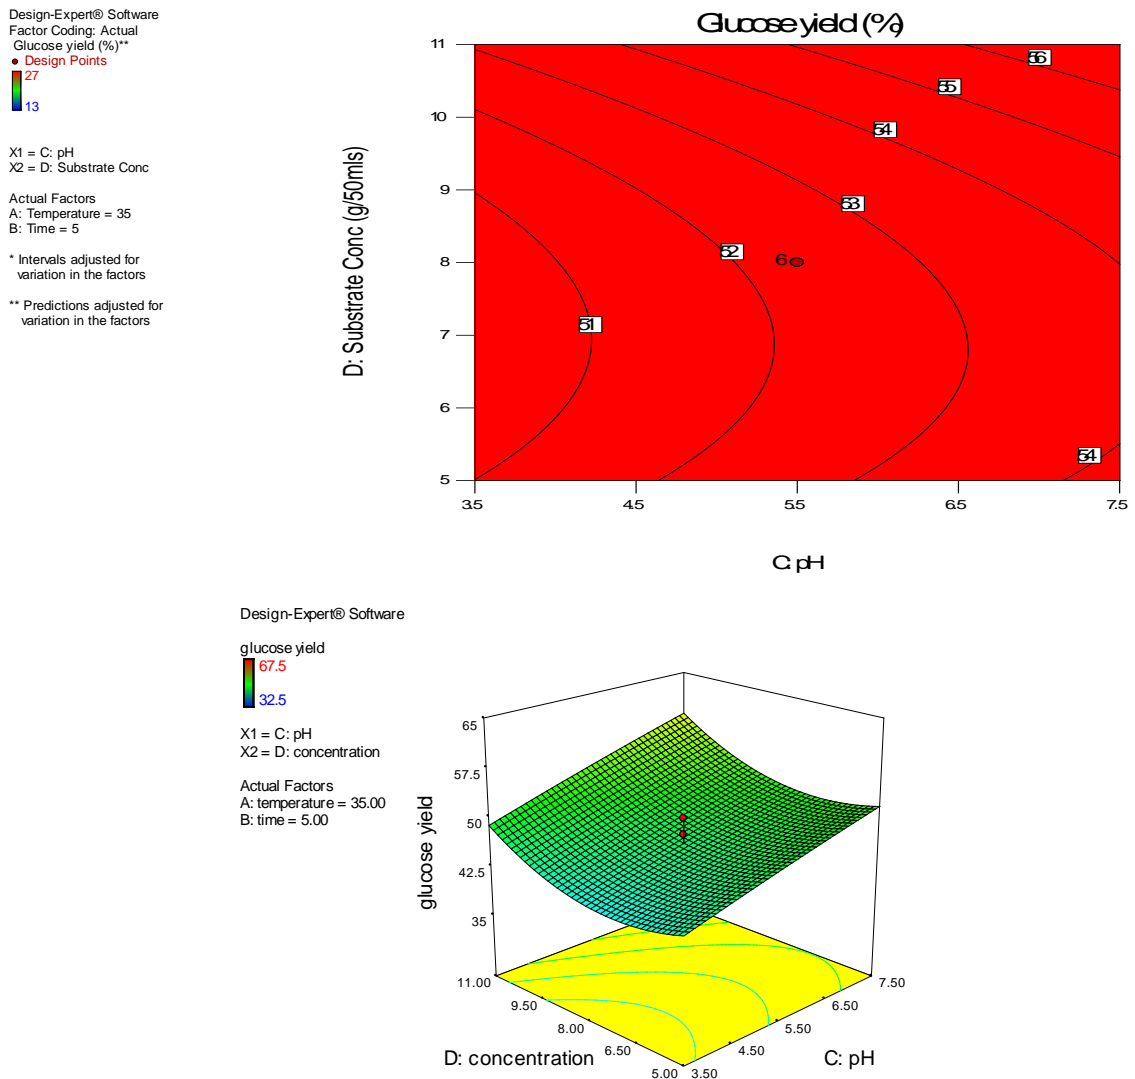 Design-Expert® Software
Factor Coding: Actual
Glucose yield (%)**
Design Points
27
13
X1 = C: pH
X2 = D: Substrate Conc
Actual Factors
A: Temperature = 35
B: Time = 5
* Intervals adjusted for
variation in the factors
** Predictions adjusted for
variation in the factors
Glucose yield (%)
D: Substrate Conc (g/50mls)
11
10
9
8
7
6
5
3.5
4.5
5.5
6.5
7.5
C: pH
56
55
54
53
52
6
51
54
Design-Expert® Software
glucose yield
67.5
32.5
X1 = C: pH
X2 = D: concentration
Actual Factors
A: temperature = 35.00
B: time = 5.00
glucose yield
65
57.5
50
42.5
35
11.00
9.50
8.00
6.50
5.00
3.50
4.50
5.50
6.50
7.50
D: concentration
C: pH